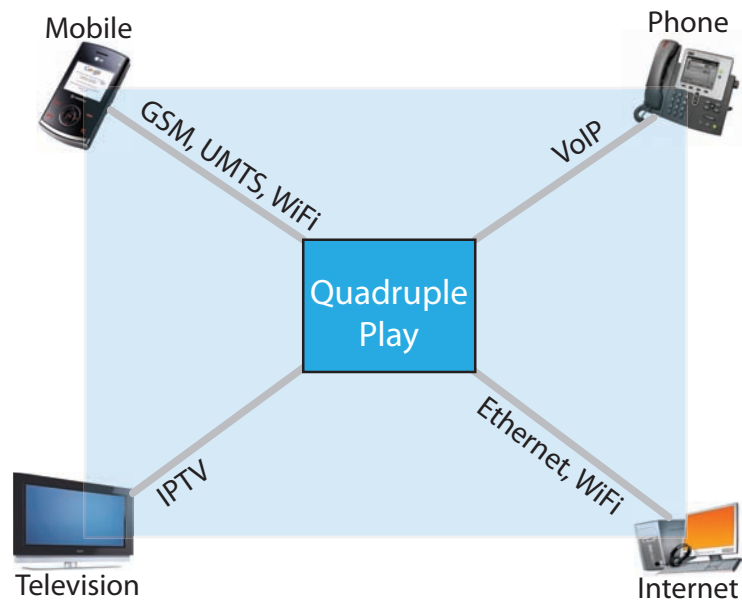 Mobile
Phone
GSM, UMTS, WiFi
VoIP
Quadruple
Play
IPTV
Ethernet, WiFi
Television
Internet